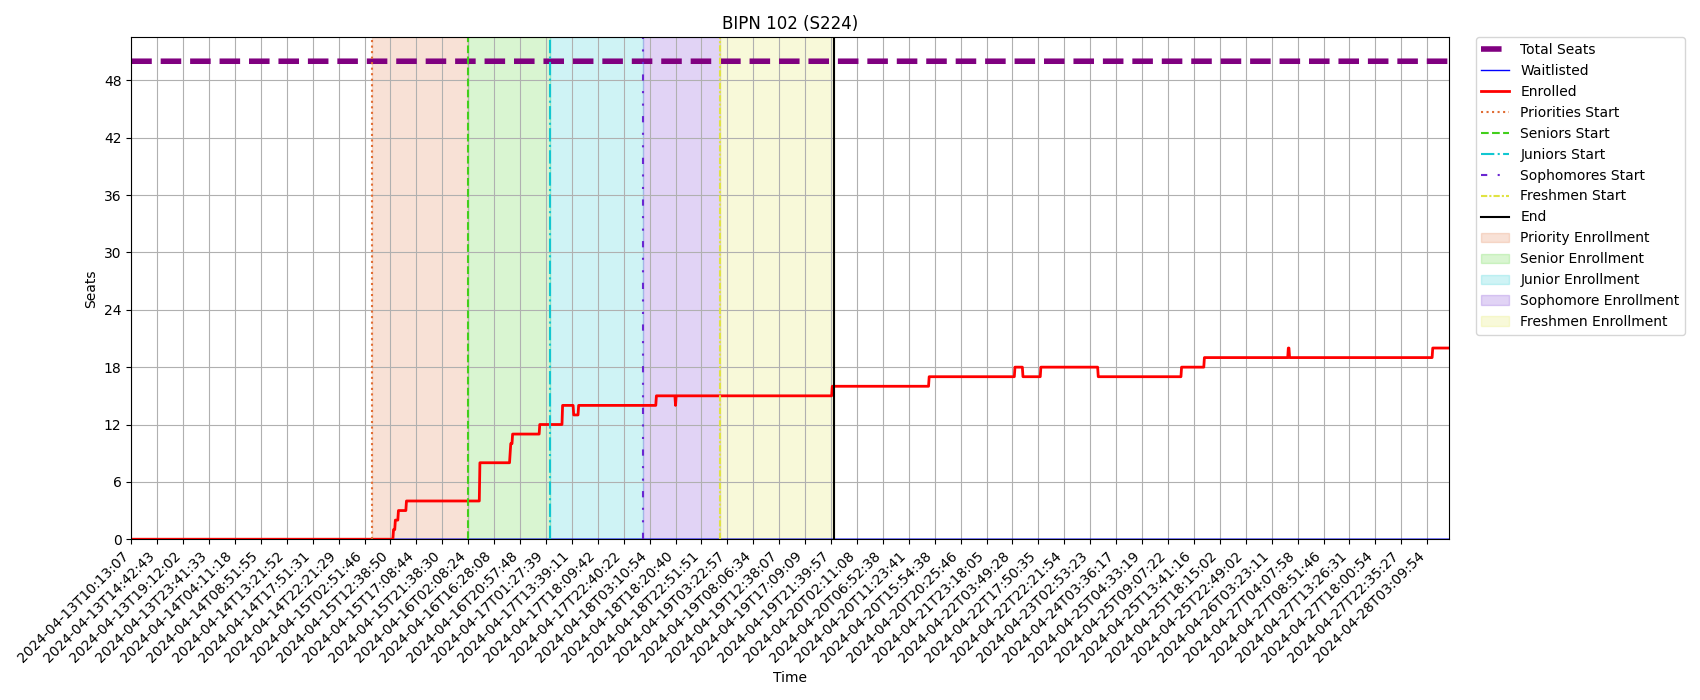 BIPN 102 (S224)
Seats
48
42
36
30
24
18
12
6
0
2024-04-13T10:13:07
2024-04-13T14:42:43
2024-04-13T19:12:02
2024-04-13T23:41:33
2024-04-14T04:11:18
2024-04-14T08:51:55
2024-04-14T13:21:52
2024-04-14T17:51:31
2024-04-14T22:21:29
2024-04-15T02:51:46
2024-04-15T12:38:50
2024-04-15T17:08:44
2024-04-15T21:38:30
2024-04-16T02:08:24
2024-04-16T16:28:08
2024-04-16T20:57:48
2024-04-17T01:27:39
2024-04-17T13:39:11
2024-04-17T18:09:42
2024-04-17T22:40:22
2024-04-18T03:10:54
2024-04-18T18:20:40
2024-04-18T22:51:51
2024-04-19T03:22:57
2024-04-19T08:06:34
2024-04-19T12:38:07
2024-04-19T17:09:09
2024-04-19T21:39:57
2024-04-20T02:11:08
2024-04-20T06:52:38
2024-04-20T11:23:41
2024-04-20T15:54:38
2024-04-20T20:25:46
2024-04-21T23:18:05
2024-04-22T03:49:28
2024-04-22T17:50:35
2024-04-22T22:21:54
2024-04-23T02:53:23
2024-04-24T03:36:17
2024-04-25T04:33:19
2024-04-25T09:07:22
2024-04-25T13:41:16
2024-04-25T18:15:02
2024-04-25T22:49:02
2024-04-26T03:23:11
2024-04-27T04:07:58
2024-04-27T08:51:46
2024-04-27T13:26:31
2024-04-27T18:00:54
2024-04-27T22:35:27
2024-04-28T03:09:54
Time
Total Seats
Waitlisted
Enrolled
Priorities Start
Seniors Start
Juniors Start
Sophomores Start
Freshmen Start
End
Priority Enrollment
Senior Enrollment
Junior Enrollment
Sophomore Enrollment
Freshmen Enrollment